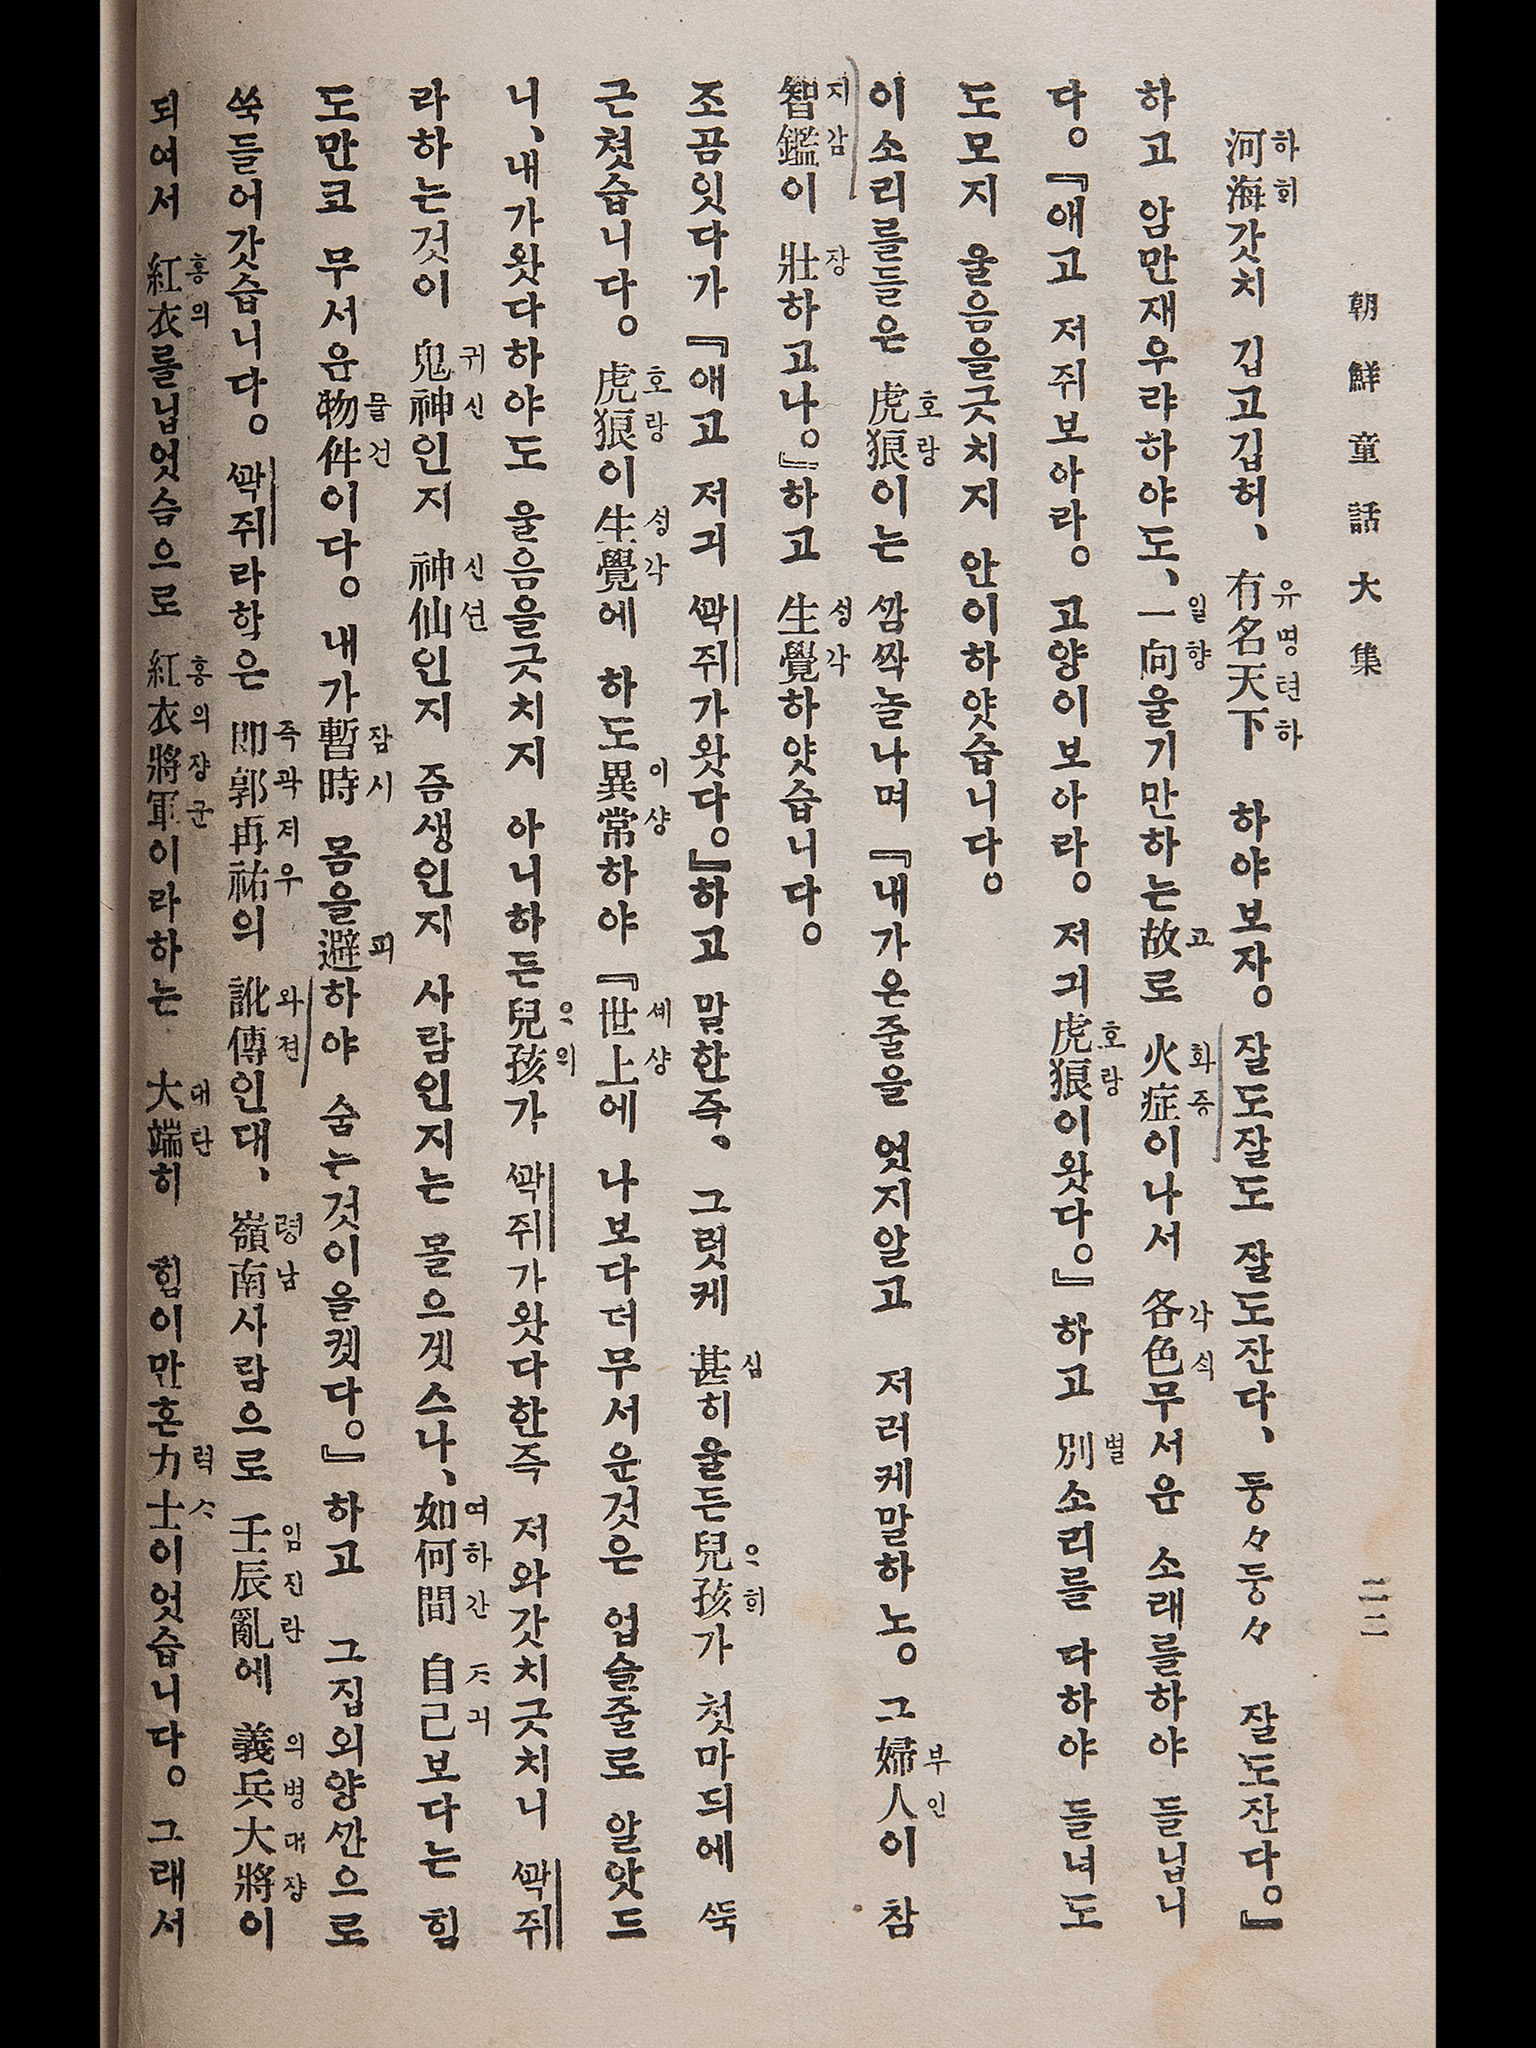 朝鮮童話大集
二二
河海갓치 깁고깁허、 有名天下 하야보자。 잘도잘도 잘도잔다、 둥々둥々 잘도잔다。』
하고 암만재우랴하야도、 一向울기만하는故로 火症이나서 各色무서운 소래를하야 들닙니
다。『애고 저쥐보아라。 고양이보아라。 저긔虎狼이왓다。』하고 別소리를 다하야 들녀도
도모지 울음을긋치지 안이하얏습니다。
이소리를들은 虎狼이는 깜짝놀나며 『내가온줄을 엇지알고 저러케말하노。 그婦人이 참
智鑑이 壯하고나。』하고 生覺하얏습니다。
조곰잇다가 『애고 저긔 꽉쥐가왓다。』하고 말한즉、 그럿케 甚히울든兒孩가 첫마듸에 뚝
근첫습니다。 虎狼이生覺에 하도異常하야 『世上에 나보다더무서운것은 업슬줄로 알앗드
니、내가왓다하야도 울음을긋치지 아니하든兒孩가 꽉쥐가왓다한즉 저와갓치긋치니 꽉쥐
라하는것이 鬼神인지 神仙인지 즘생인지 사람인지는 몰으겟스나、如何間 自己보다는 힘
도만코 무서운物件이다。 내가暫時 몸을避하야 숨는것이올켓다。』하고 그집외양깐으로
쑥들어갓습니다。 꽉쥐라학은 即郭再祐의 訛傳인대、 嶺南사람으로 壬辰亂에 義兵大將이
되여서 紅衣를닙엇슴으로 紅衣將軍이라하는 大端히 힘이만혼力士이엇습니다。그래서